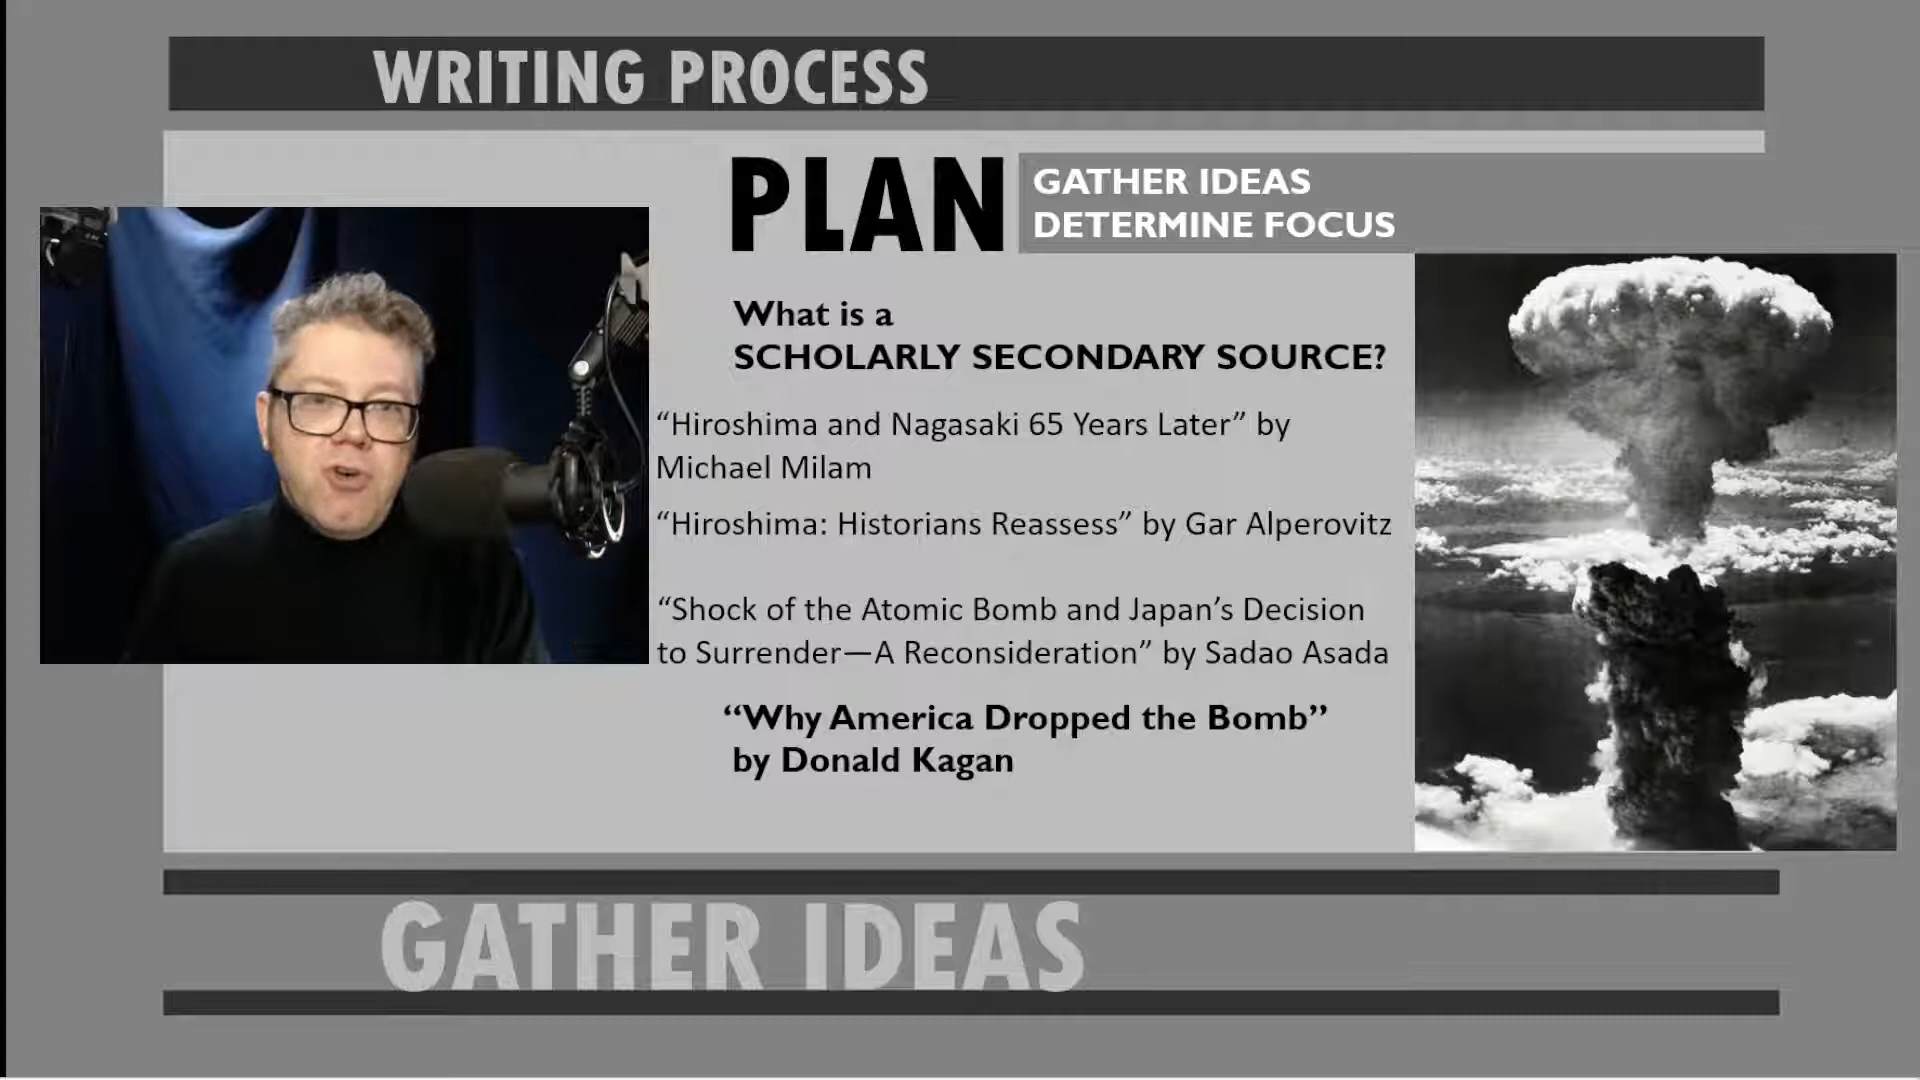 WRITING PROCESS
PLAN
GATHER IDEAS
DETERMINE FOCUS
What is a
SCHOLARLY SECONDARY SOURCE?
“Hiroshima and Nagasaki 65 Years Later” by
Michael Milam
“Hiroshima: Historians Reassess” by Gar Alperovitz
“Shock of the Atomic Bomb and Japan’s Decision
to Surrender—A Reconsideration” by Sadao Asada
“Why America Dropped the Bomb”
by Donald Kagan
GATHER IDEAS